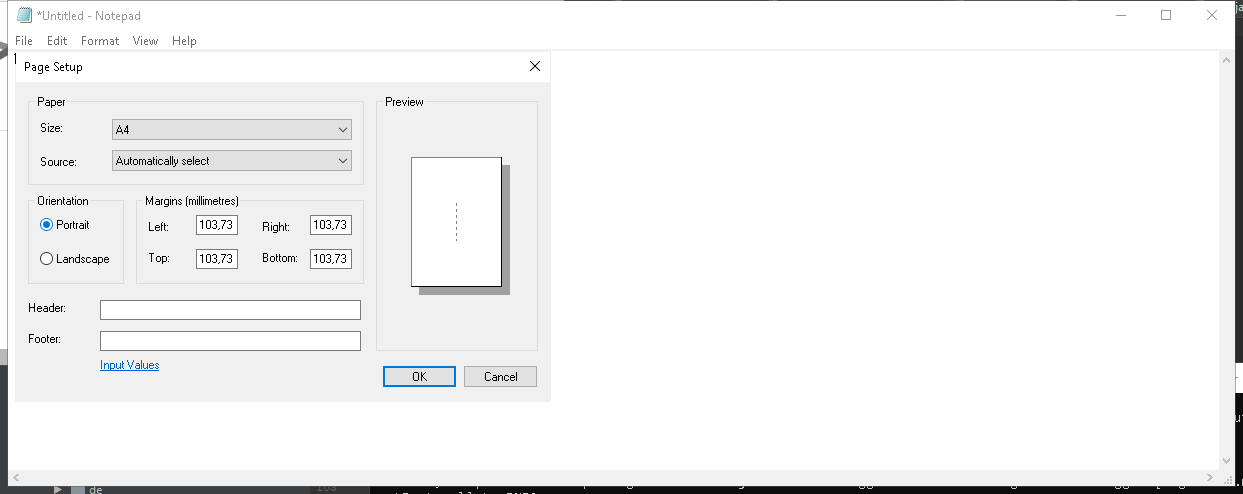 *Untitled - Notepad
File Edit Format View Help
1
Page Setup
Paper
Size: A4
Source: Automatically select
Preview
Orientation
Portrait
Landscape
Margins (millimetres)
Left: 103,73 Right: 103,73
Top: 103,73 Bottom: 103,73
Header:
Footer:
Input Values
OK Cancel
de